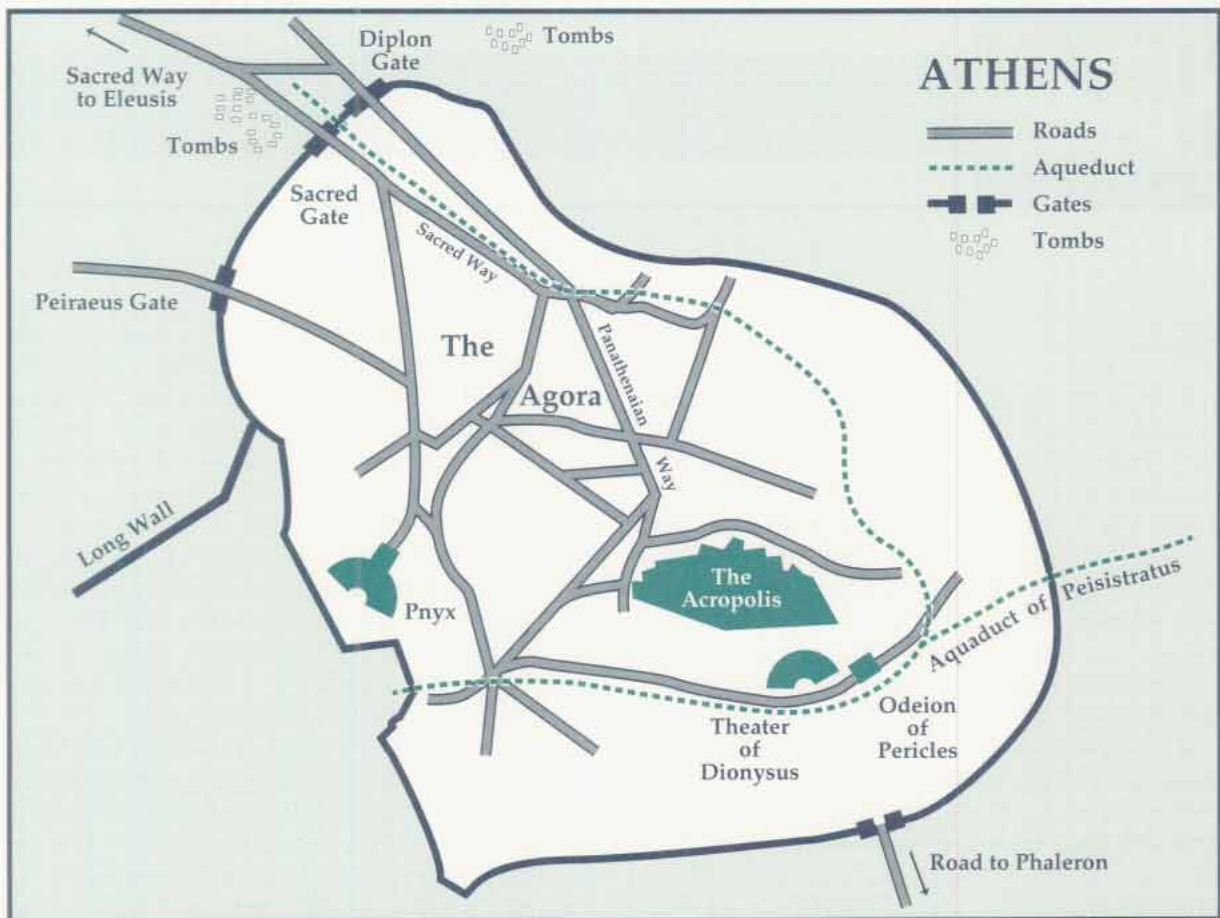 ATHENS
Roads
Aqueduct
Gates
Tombs
Diplon
Gate
Tombs
Sacred Way
to Eleusis
Tombs
Sacred
Gate
Sacred Way
Peiraeus Gate
The
Agora
Panathenaian
Way
Long Wall
Pnyx
The
Acropolis
Aquaduct of Peisistratus
Theater
of
Dionysus
Odeion
of
Pericles
Road to Phaleron